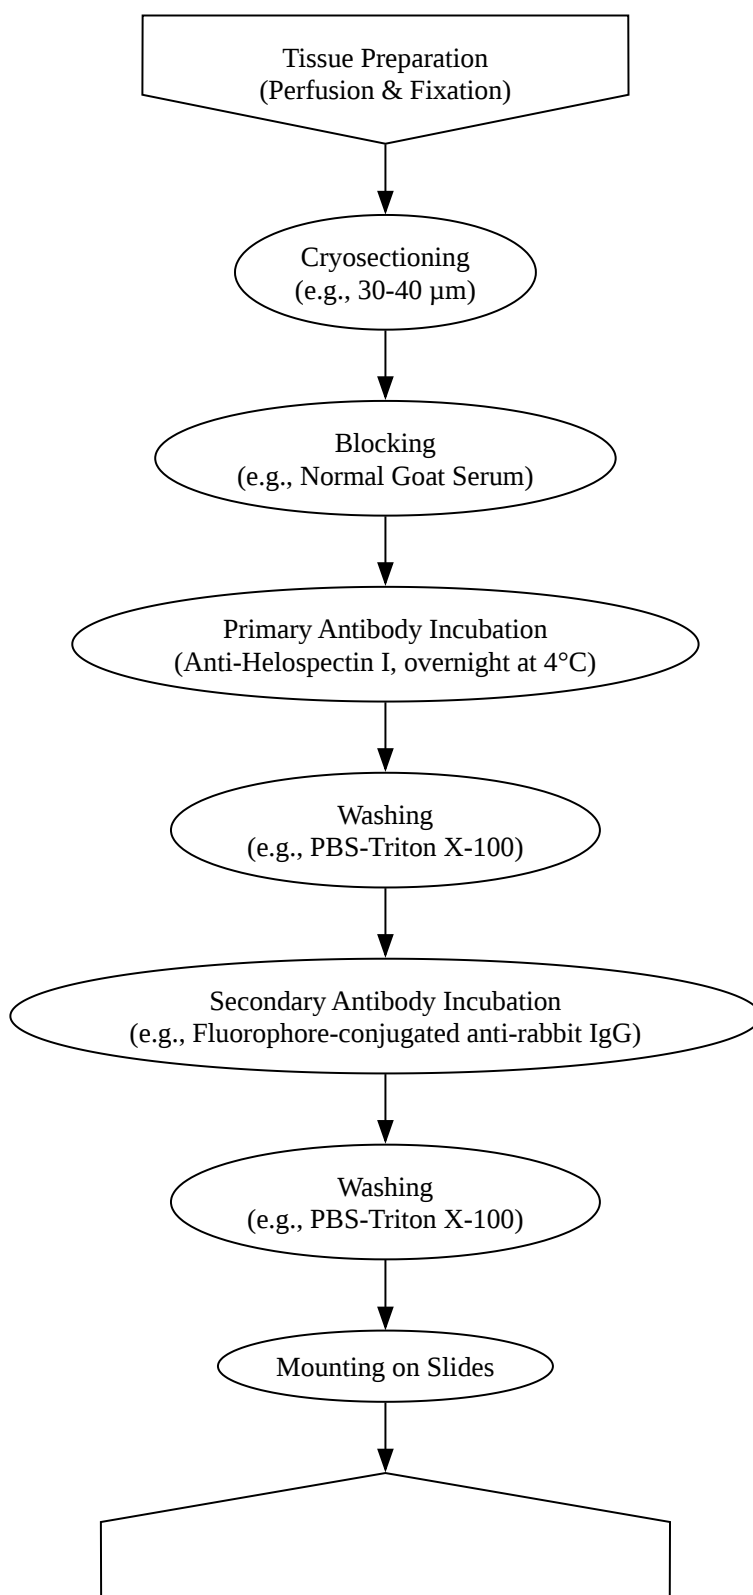 Tissue Preparation
(Perfusion & Fixation)
Cryosectioning
(e.g., 30-40 µm)
Blocking
(e.g., Normal Goat Serum)
Primary Antibody Incubation
(Anti-Helospectin I, overnight at 4°C)
Washing
(e.g., PBS-Triton X-100)
Secondary Antibody Incubation
(e.g., Fluorophore-conjugated anti-rabbit IgG)
Washing
(e.g., PBS-Triton X-100)
Mounting on Slides